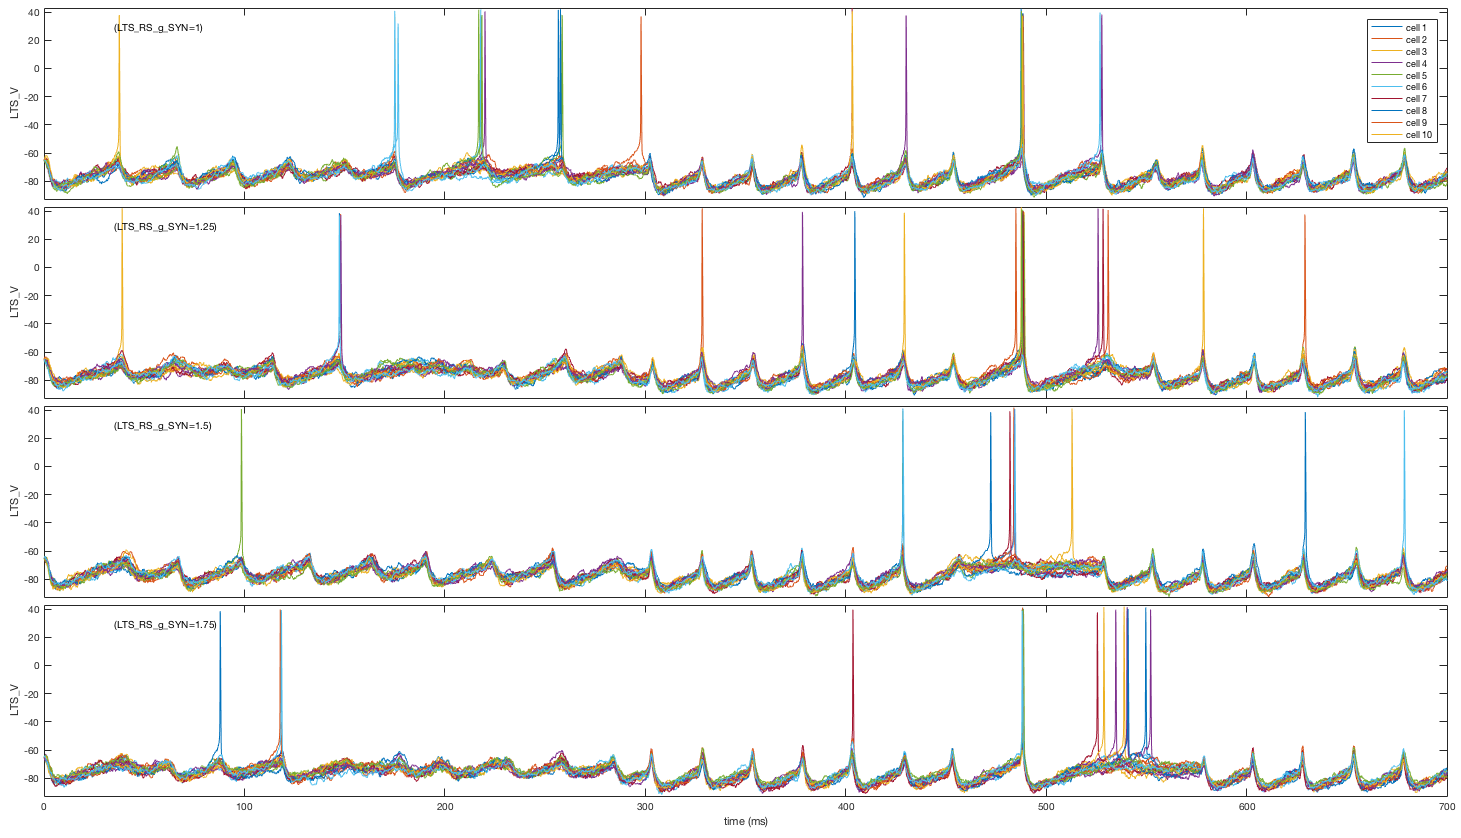 40
20
0
-20
-40
-60
-80
LTS_V
(LTS_RS_g_SYN=1)
cell 1
cell 2
cell 3
cell 4
cell 5
cell 6
cell 7
cell 8
cell 9
cell 10
40
20
0
-20
-40
-60
-80
LTS_V
(LTS_RS_g_SYN=1.25)
40
20
0
-20
-40
-60
-80
LTS_V
(LTS_RS_g_SYN=1.5)
40
20
0
-20
-40
-60
-80
LTS_V
(LTS_RS_g_SYN=1.75)
0 100 200 300 400 500 600 700
time (ms)